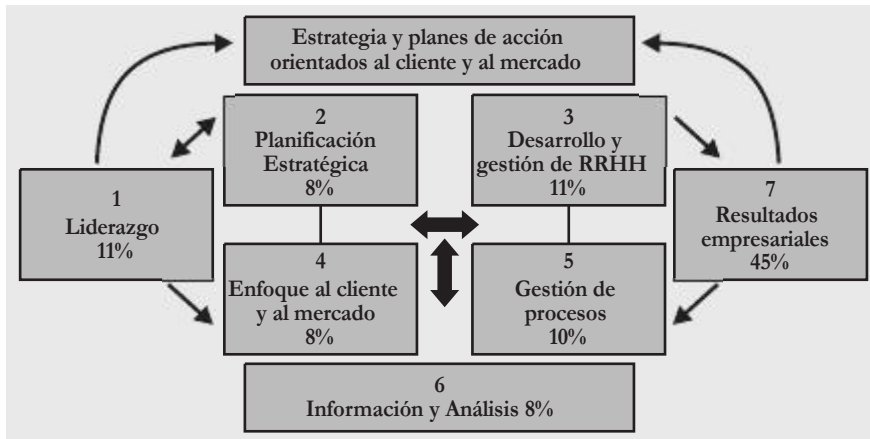 Estrategia y planes de acción
orientados al cliente y al mercado
1
Liderazgo
11%
2
Planificación
Estratégica
8%
3
Desarrollo y
gestión de RRHH
11%
7
Resultados
empresariales
45%
4
Enfoque al cliente
y al mercado
8%
5
Gestión de
procesos
10%
6
Información y Análisis 8%